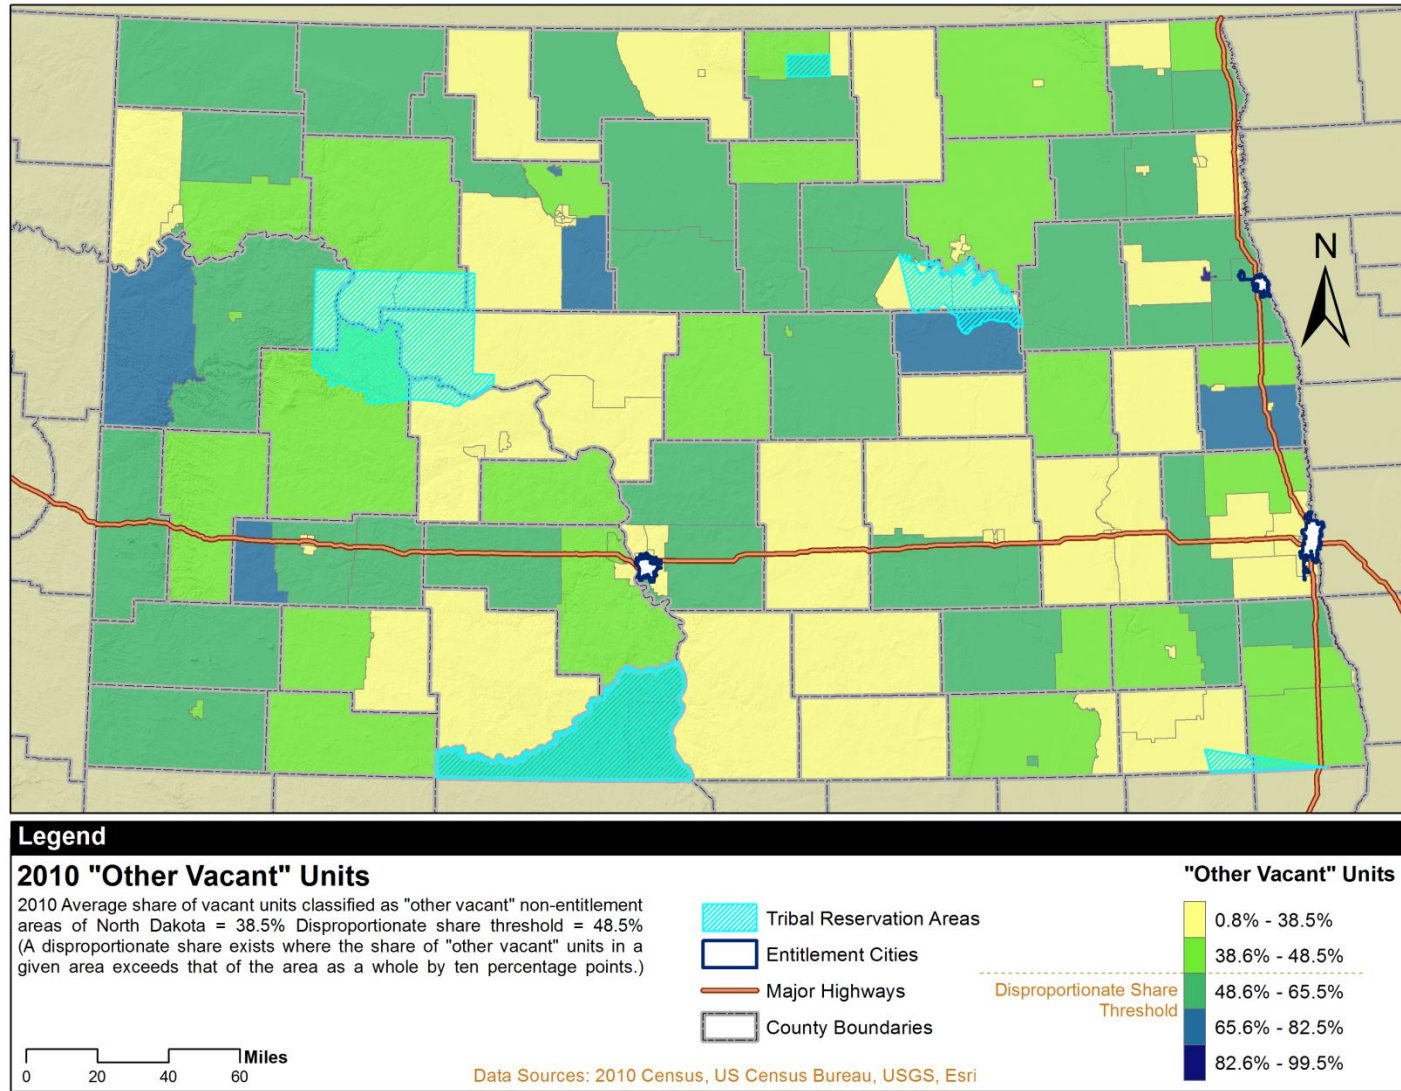 N
Legend
2010 "Other Vacant" Units
2010 Average share of vacant units classified as "other vacant" non-entitlement
areas of North Dakota = 38.5% Disproportionate share threshold = 48.5%
(A disproportionate share exists where the share of "other vacant" units in a
given area exceeds that of the area as a whole by ten percentage points.)
Miles
0 20 40 60
Tribal Reservation Areas
Entitlement Cities
Major Highways
County Boundaries
Data Sources: 2010 Census, US Census Bureau, USGS, Esri
"Other Vacant" Units
0.8% - 38.5%
38.6% - 48.5%
Disproportionate Share
Threshold
48.6% - 65.5%
65.6% - 82.5%
82.6% - 99.5%